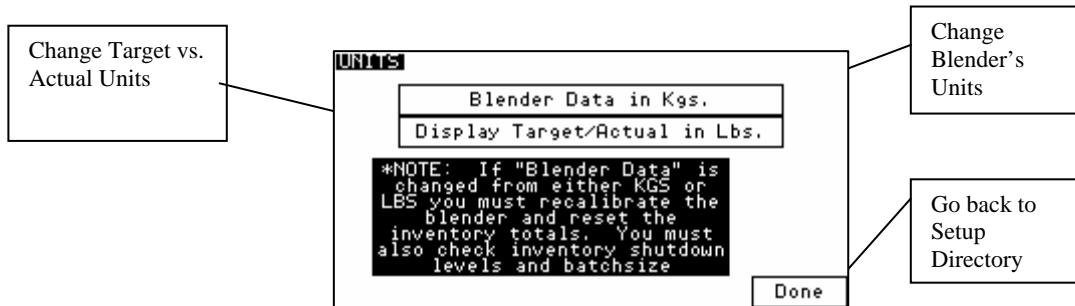 Change Target vs.
Actual Units
UNITS
Blender Data in Kgs.
Display Target/Actual in Lbs.
*NOTE: If "Blender Data" is
changed from either KGS or
LBS you must recalibrate the
blender and reset the
inventory totals. You must
also check inventory shutdown
levels and batchsize
Done
Change
Blender's
Units
Go back to
Setup
Directory